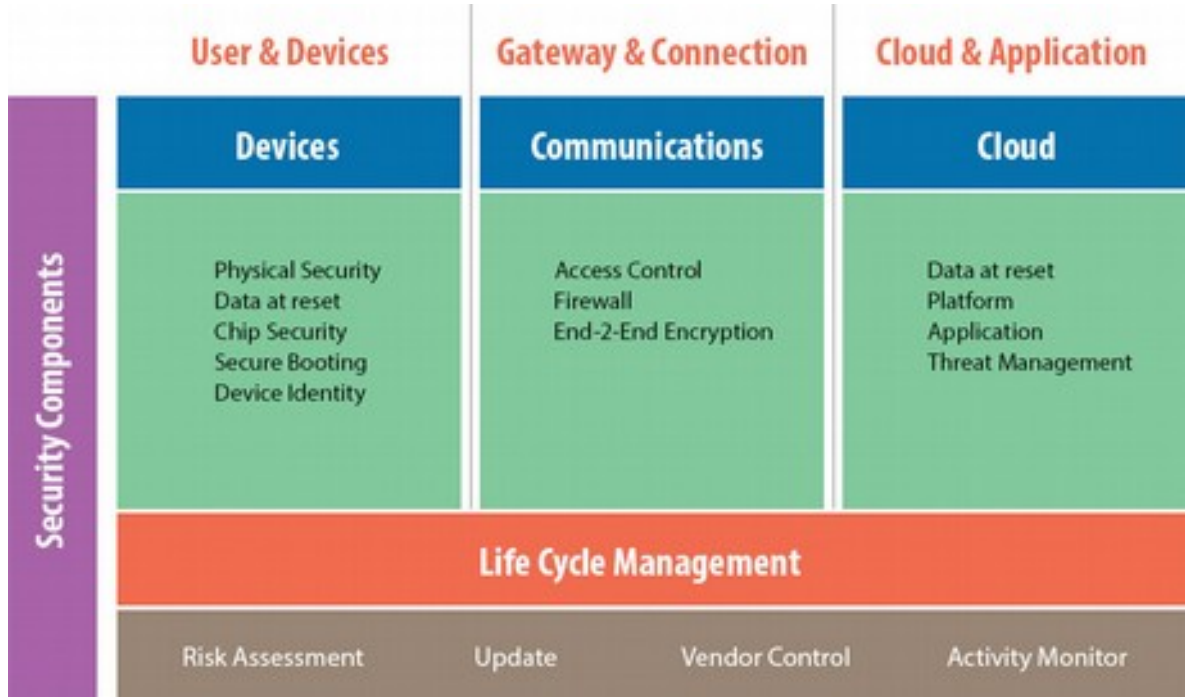 User & Devices
Gateway & Connection
Cloud & Application
Security Components
Devices
Physical Security
Data at reset
Chip Security
Secure Booting
Device Identity
Communications
Access Control
Firewall
End-2-End Encryption
Cloud
Data at reset
Platform
Application
Threat Management
Life Cycle Management
Risk Assessment
Update
Vendor Control
Activity Monitor